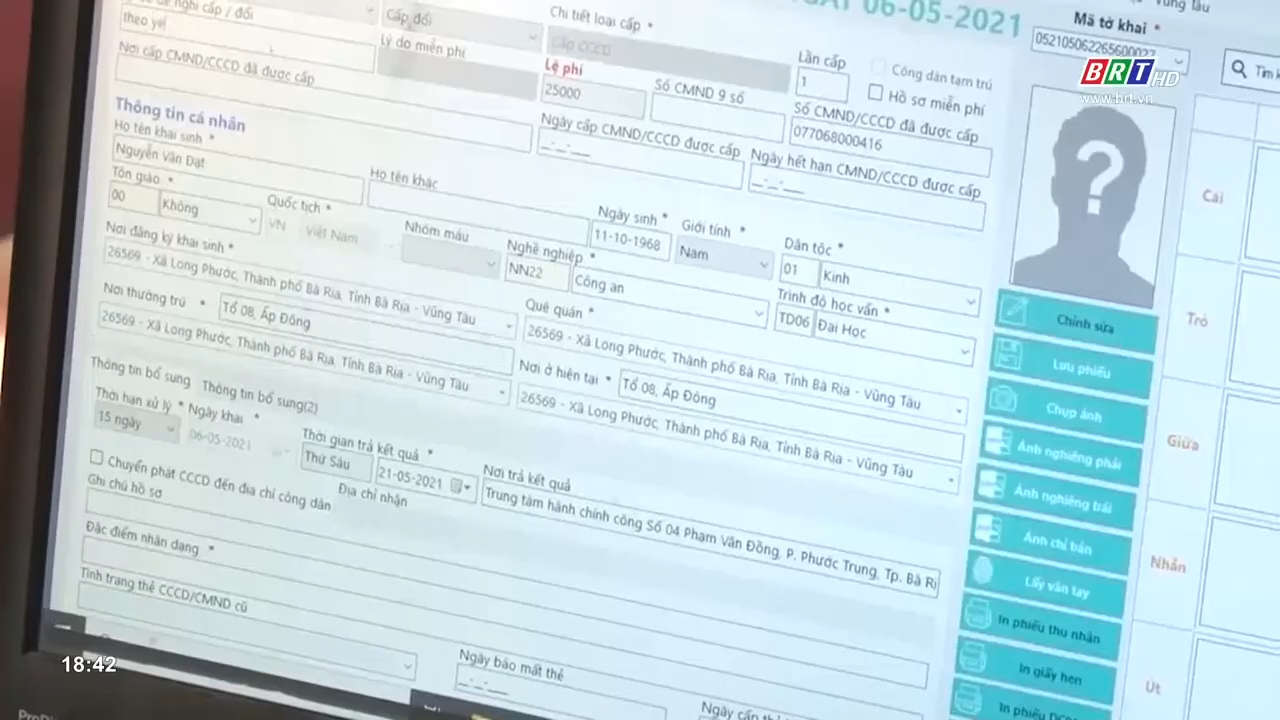 06-05-2021
Vũng Tàu
Mã tờ khai *
Cấp đổi
Chi tiết loại cấp *
Cấp CCCD
Lần cấp
1
Công dân tạm trú
Hồ sơ miễn phí
BRT HD
www.brt.vn
theo yê
Lý do miễn phí
Lệ phí
25000
Số CMND 9 số
Số CMND/CCCD đã được cấp
077068000416
Nơi cấp CMND/CCCD đã được cấp
Ngày cấp CMND/CCCD được cấp
Ngày hết hạn CMND/CCCD được cấp
Thông tin cá nhân
Họ tên khai sinh *
Nguyễn Văn Đạt
Họ tên khác
Ngày sinh *
11-10-1968
Giới tính *
Nam
Dân tộc *
01 Kinh
Tôn giáo *
00 Không
Quốc tịch *
VN Việt Nam
Nhóm máu
Nghề nghiệp *
NN22 Công an
Trình độ học vấn *
TD06 Đại Học
Nơi đăng ký khai sinh *
26569 - Xã Long Phước, Thành phố Bà Rịa, Tỉnh Bà Rịa - Vũng Tàu
Quê quán *
26569 - Xã Long Phước, Thành phố Bà Rịa, Tỉnh Bà Rịa - Vũng Tàu
Nơi thường trú *
Tổ 08, Ấp Đông
26569 - Xã Long Phước, Thành phố Bà Rịa, Tỉnh Bà Rịa - Vũng Tàu
Nơi ở hiện tại *
Tổ 08, Ấp Đông
26569 - Xã Long Phước, Thành phố Bà Rịa, Tỉnh Bà Rịa - Vũng Tàu
Thông tin bổ sung
Thông tin bổ sung(2)
Thời hạn xử lý *
15 ngày
Ngày khai *
06-05-2021
Thời gian trả kết quả *
Thứ Sáu
21-05-2021
Nơi trả kết quả
Trung tâm hành chính công Số 04 Phạm Văn Đồng, P. Phước Trung, Tp. Bà Rị
Chuyển phát CCCD đến địa chỉ công dân
Địa chỉ nhận
Ghi chú hồ sơ
Đặc điểm nhân dạng *
Tình trạng thẻ CCCD/CMND cũ
Ngày báo mất thẻ
Chỉnh sửa
Lưu phiếu
Chụp ảnh
Ảnh nghiêng phải
Ảnh nghiêng trái
Ảnh chỉ bản
Lấy vân tay
In phiếu thu nhận
In giấy hẹn
In phiếu
Cái
Trỏ
Giữa
Nhẫn
Út
18:42